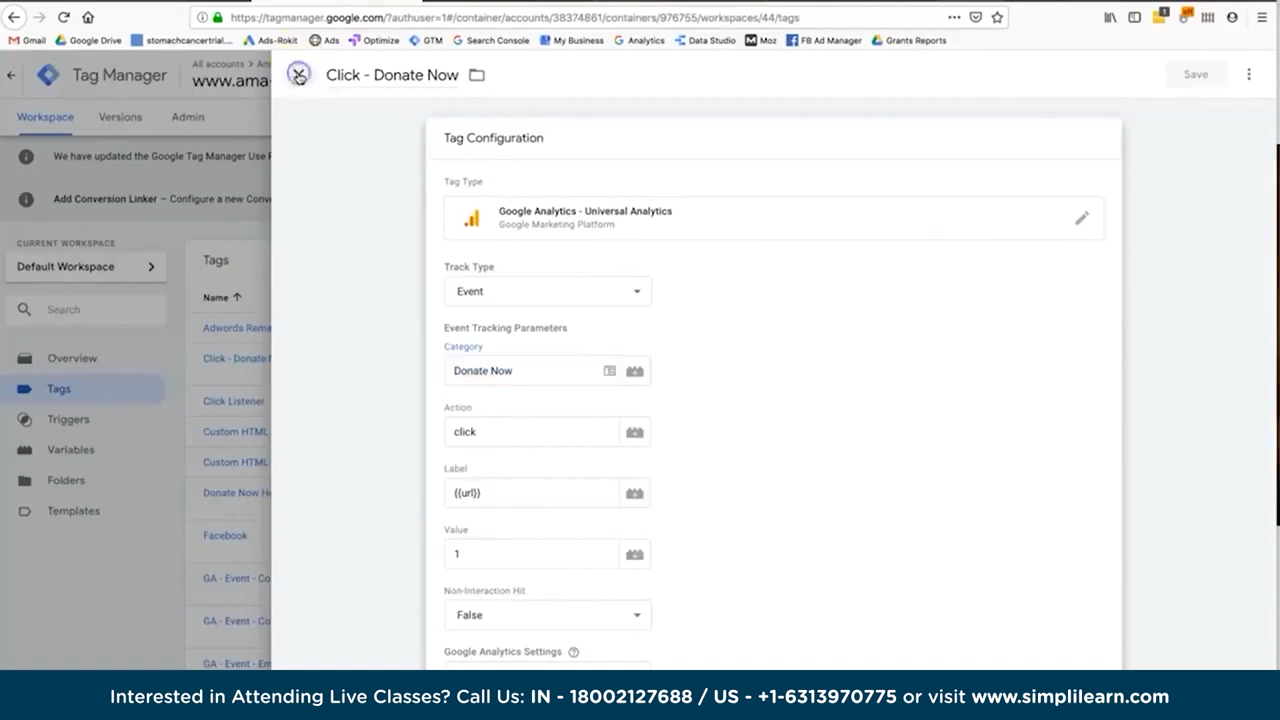 https://tagmanager.google.com/?authuser=1#/container/accounts/38374861/containers/976755/workspaces/44/tags
Gmail Google Drive stomachcancertrial... Ads-Rokit Ads Optimize GTM Search Console My Business Analytics Data Studio Moz FB Ad Manager Grants Reports
Tag Manager
All accounts > Am
www.ama
Click - Donate Now
Save
Workspace Versions Admin
We have updated the Google Tag Manager Use P
Add Conversion Linker – Configure a new Conve
CURRENT WORKSPACE
Default Workspace
Search
Overview
Tags
Triggers
Variables
Folders
Templates
Tags
Name
Adwords Rema
Click - Donate N
Click Listener
Custom HTML
Custom HTML
Donate Now He
Facebook
GA - Event - Co
GA - Event - Co
GA - Event - Em
Tag Configuration
Tag Type
Google Analytics - Universal Analytics
Google Marketing Platform
Track Type
Event
Event Tracking Parameters
Category
Donate Now
Action
click
Label
{{url}}
Value
1
Non-Interaction Hit
False
Google Analytics Settings
Interested in Attending Live Classes? Call Us: IN - 18002127688 / US - +1-6313970775 or visit www.simplilearn.com